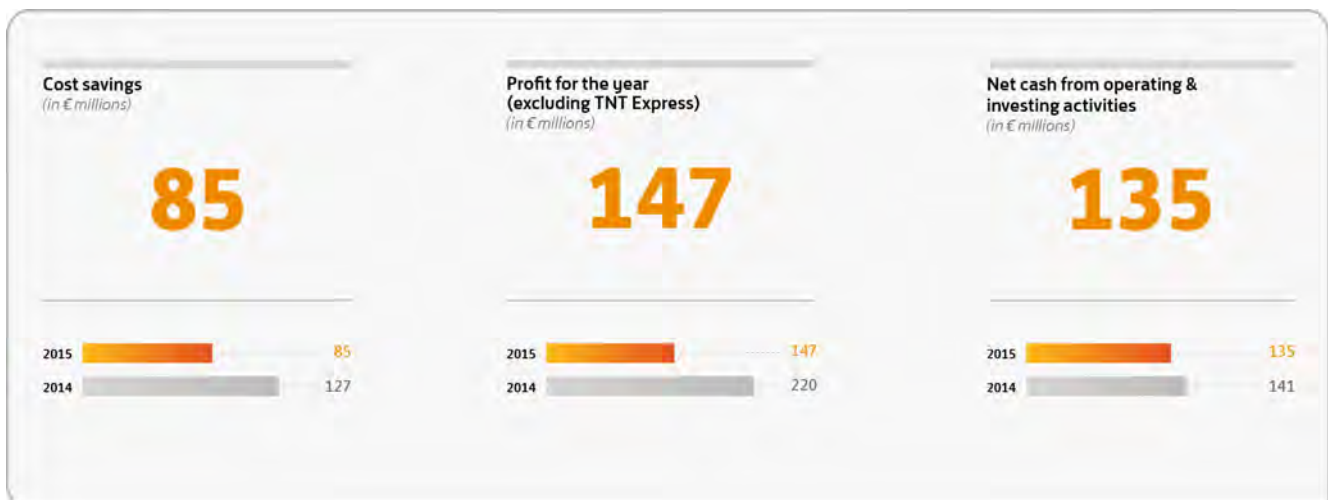 Cost savings
(in € millions)
85
2015 85
2014 127
Profit for the year
(excluding TNT Express)
(in € millions)
147
2015 147
2014 220
Net cash from operating &
investing activities
(in € millions)
135
2015 135
2014 141